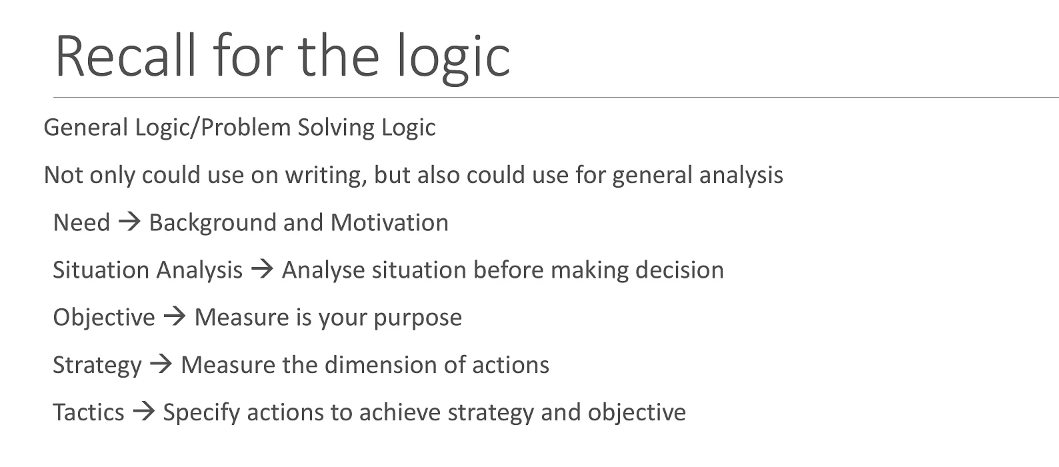 Recall for the logic
General Logic/Problem Solving Logic
Not only could use on writing, but also could use for general analysis
Need → Background and Motivation
Situation Analysis → Analyse situation before making decision
Objective → Measure is your purpose
Strategy → Measure the dimension of actions
Tactics → Specify actions to achieve strategy and objective